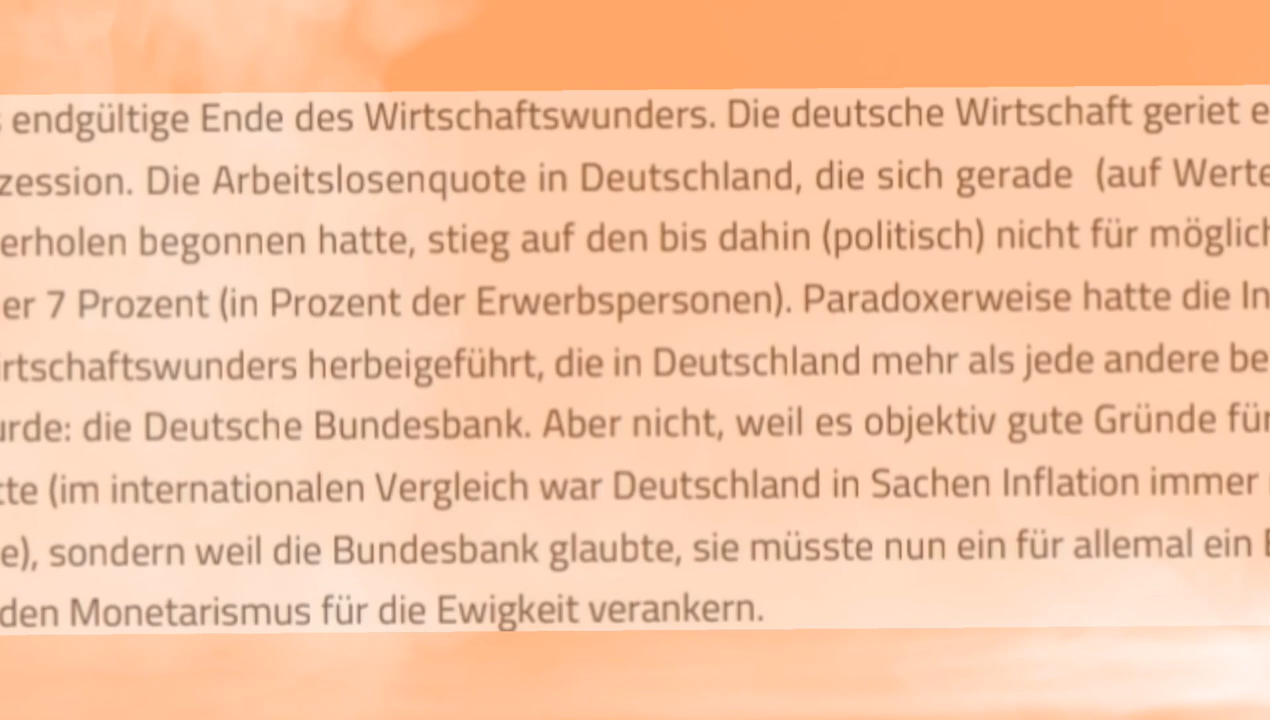 endgültige Ende des Wirtschaftswunders. Die deutsche Wirtschaft geriet
zession. Die Arbeitslosenquote in Deutschland, die sich gerade (auf Werte
erholen begonnen hatte, stieg auf den bis dahin (politisch) nicht für möglich
er 7 Prozent (in Prozent der Erwerbspersonen). Paradoxerweise hatte die In
irtschaftswunders herbeigeführt, die in Deutschland mehr als jede andere be
urde: die Deutsche Bundesbank. Aber nicht, weil es objektiv gute Gründe für
tte (im internationalen Vergleich war Deutschland in Sachen Inflation immer
e), sondern weil die Bundesbank glaubte, sie müsste nun ein für allemal ein
den Monetarismus für die Ewigkeit verankern.